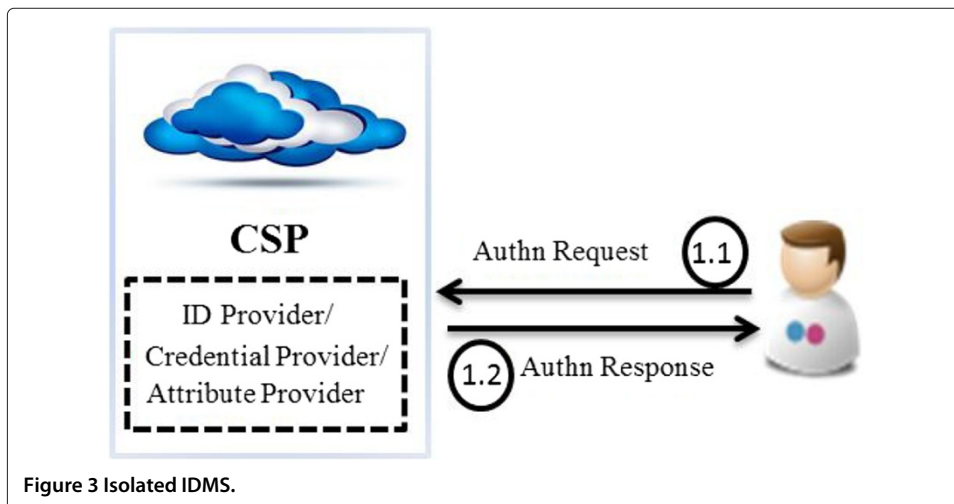 CSP
ID Provider/
Credential Provider/
Attribute Provider
Authn Request
1.1
1.2
Authn Response
Figure 3 Isolated IDMS.